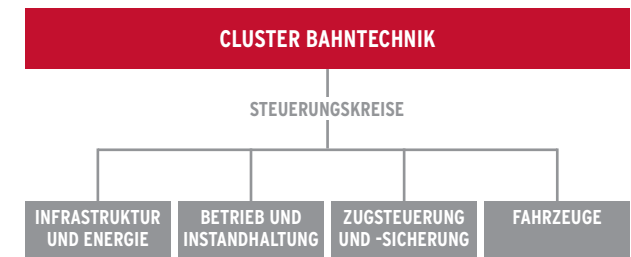 CLUSTER BAHNTECHNIK
STEUERUNGSKREISE
INFRASTRUKTUR
UND ENERGIE
BETRIEB UND
INSTANDHALTUNG
ZUGSTEUERUNG
UND -SICHERUNG
FAHRZEUGE